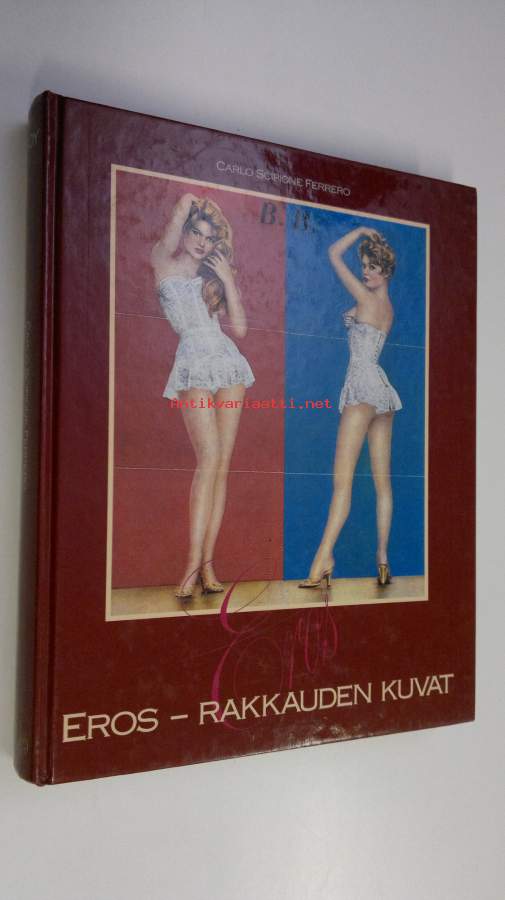 CARLO SCIPIONE FERRERO
B. B.
Antikvariaatti.net
Eros
EROS – RAKKAUDEN KUVAT